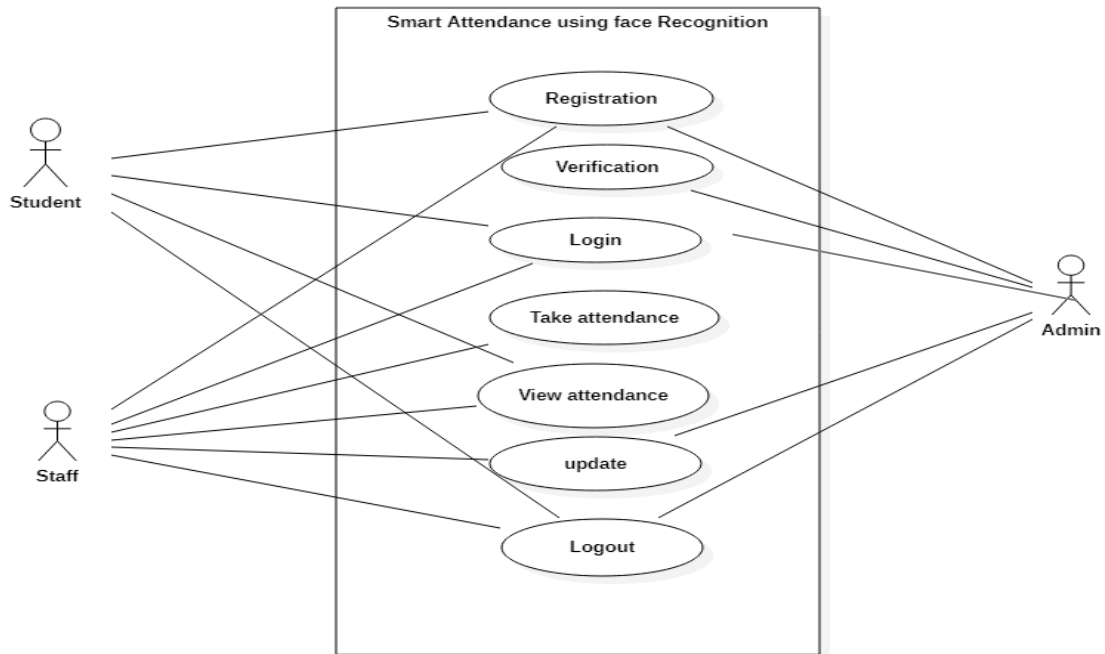 Smart Attendance using face Recognition
Registration
Verification
Student
Login
Take attendance
Admin
View attendance
update
Staff
Logout